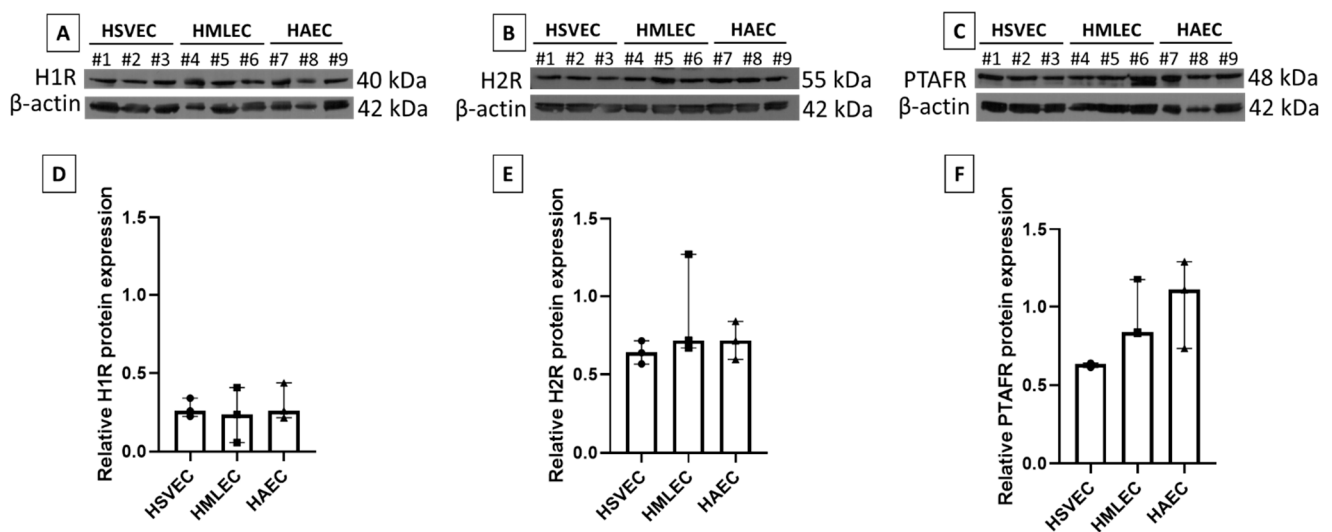 A
HSVEC HMLEC HAEC
#1 #2 #3 #4 #5 #6 #7 #8 #9
H1R 40 kDa
β-actin 42 kDa
B
HSVEC HMLEC HAEC
#1 #2 #3 #4 #5 #6 #7 #8 #9
H2R 55 kDa
β-actin 42 kDa
C
HSVEC HMLEC HAEC
#1 #2 #3 #4 #5 #6 #7 #8 #9
PTAFR 48 kDa
β-actin 42 kDa
D
Relative H1R protein expression
1.5
1.0
0.5
0.0
HSVEC
HMLEC
HAEC
E
Relative H2R protein expression
1.5
1.0
0.5
0.0
HSVEC
HMLEC
HAEC
F
Relative PTAFR protein expression
1.5
1.0
0.5
0.0
HSVEC
HMLEC
HAEC